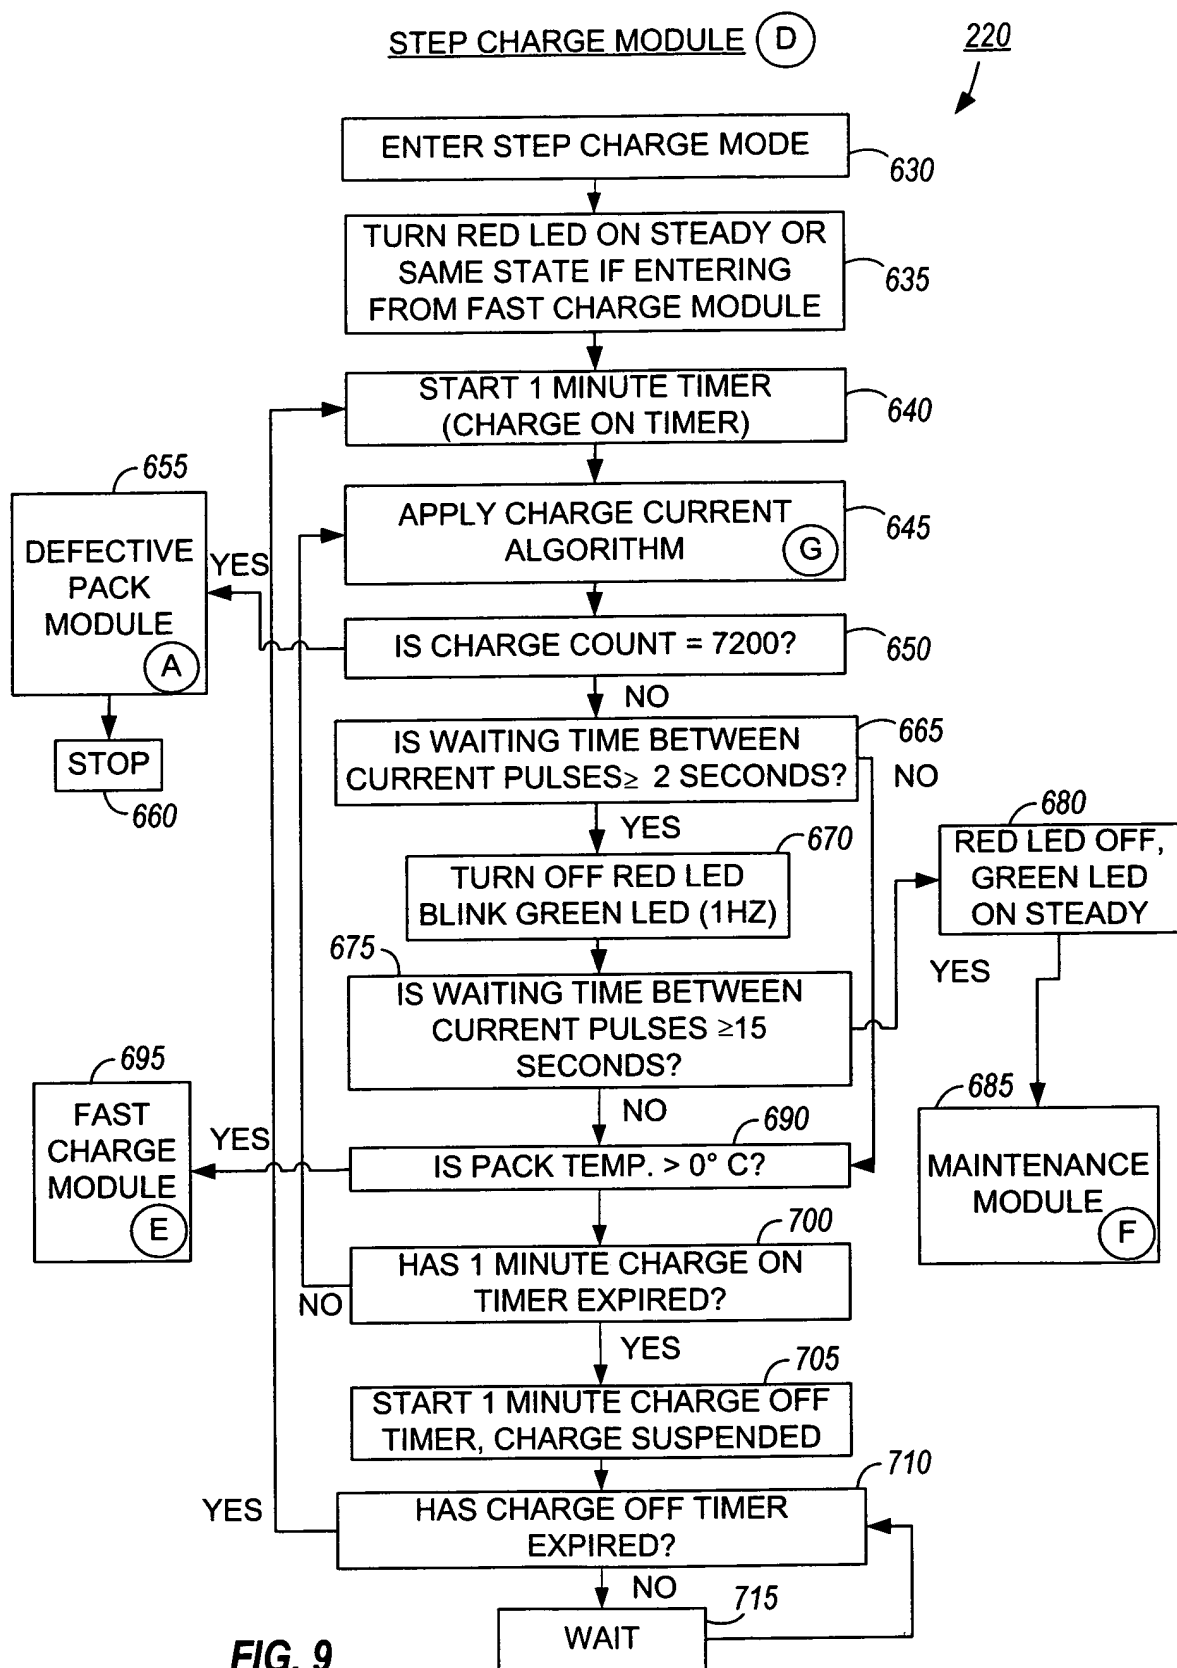 STEP CHARGE MODULE D
220
ENTER STEP CHARGE MODE
630
TURN RED LED ON STEADY OR
SAME STATE IF ENTERING
FROM FAST CHARGE MODULE
635
START 1 MINUTE TIMER
(CHARGE ON TIMER)
640
655
DEFECTIVE
PACK
MODULE
A
YES
APPLY CHARGE CURRENT
ALGORITHM
G
645
IS CHARGE COUNT = 7200?
650
NO
STOP
660
IS WAITING TIME BETWEEN
CURRENT PULSES≥ 2 SECONDS?
665
NO
YES
670
TURN OFF RED LED
BLINK GREEN LED (1HZ)
680
RED LED OFF,
GREEN LED
ON STEADY
YES
675
IS WAITING TIME BETWEEN
CURRENT PULSES ≥15
SECONDS?
NO
685
MAINTENANCE
MODULE
F
695
FAST
CHARGE
MODULE
E
YES
690
IS PACK TEMP. > 0° C?
700
HAS 1 MINUTE CHARGE ON
TIMER EXPIRED?
NO
YES
705
START 1 MINUTE CHARGE OFF
TIMER, CHARGE SUSPENDED
710
YES
HAS CHARGE OFF TIMER
EXPIRED?
NO
715
WAIT
FIG. 9